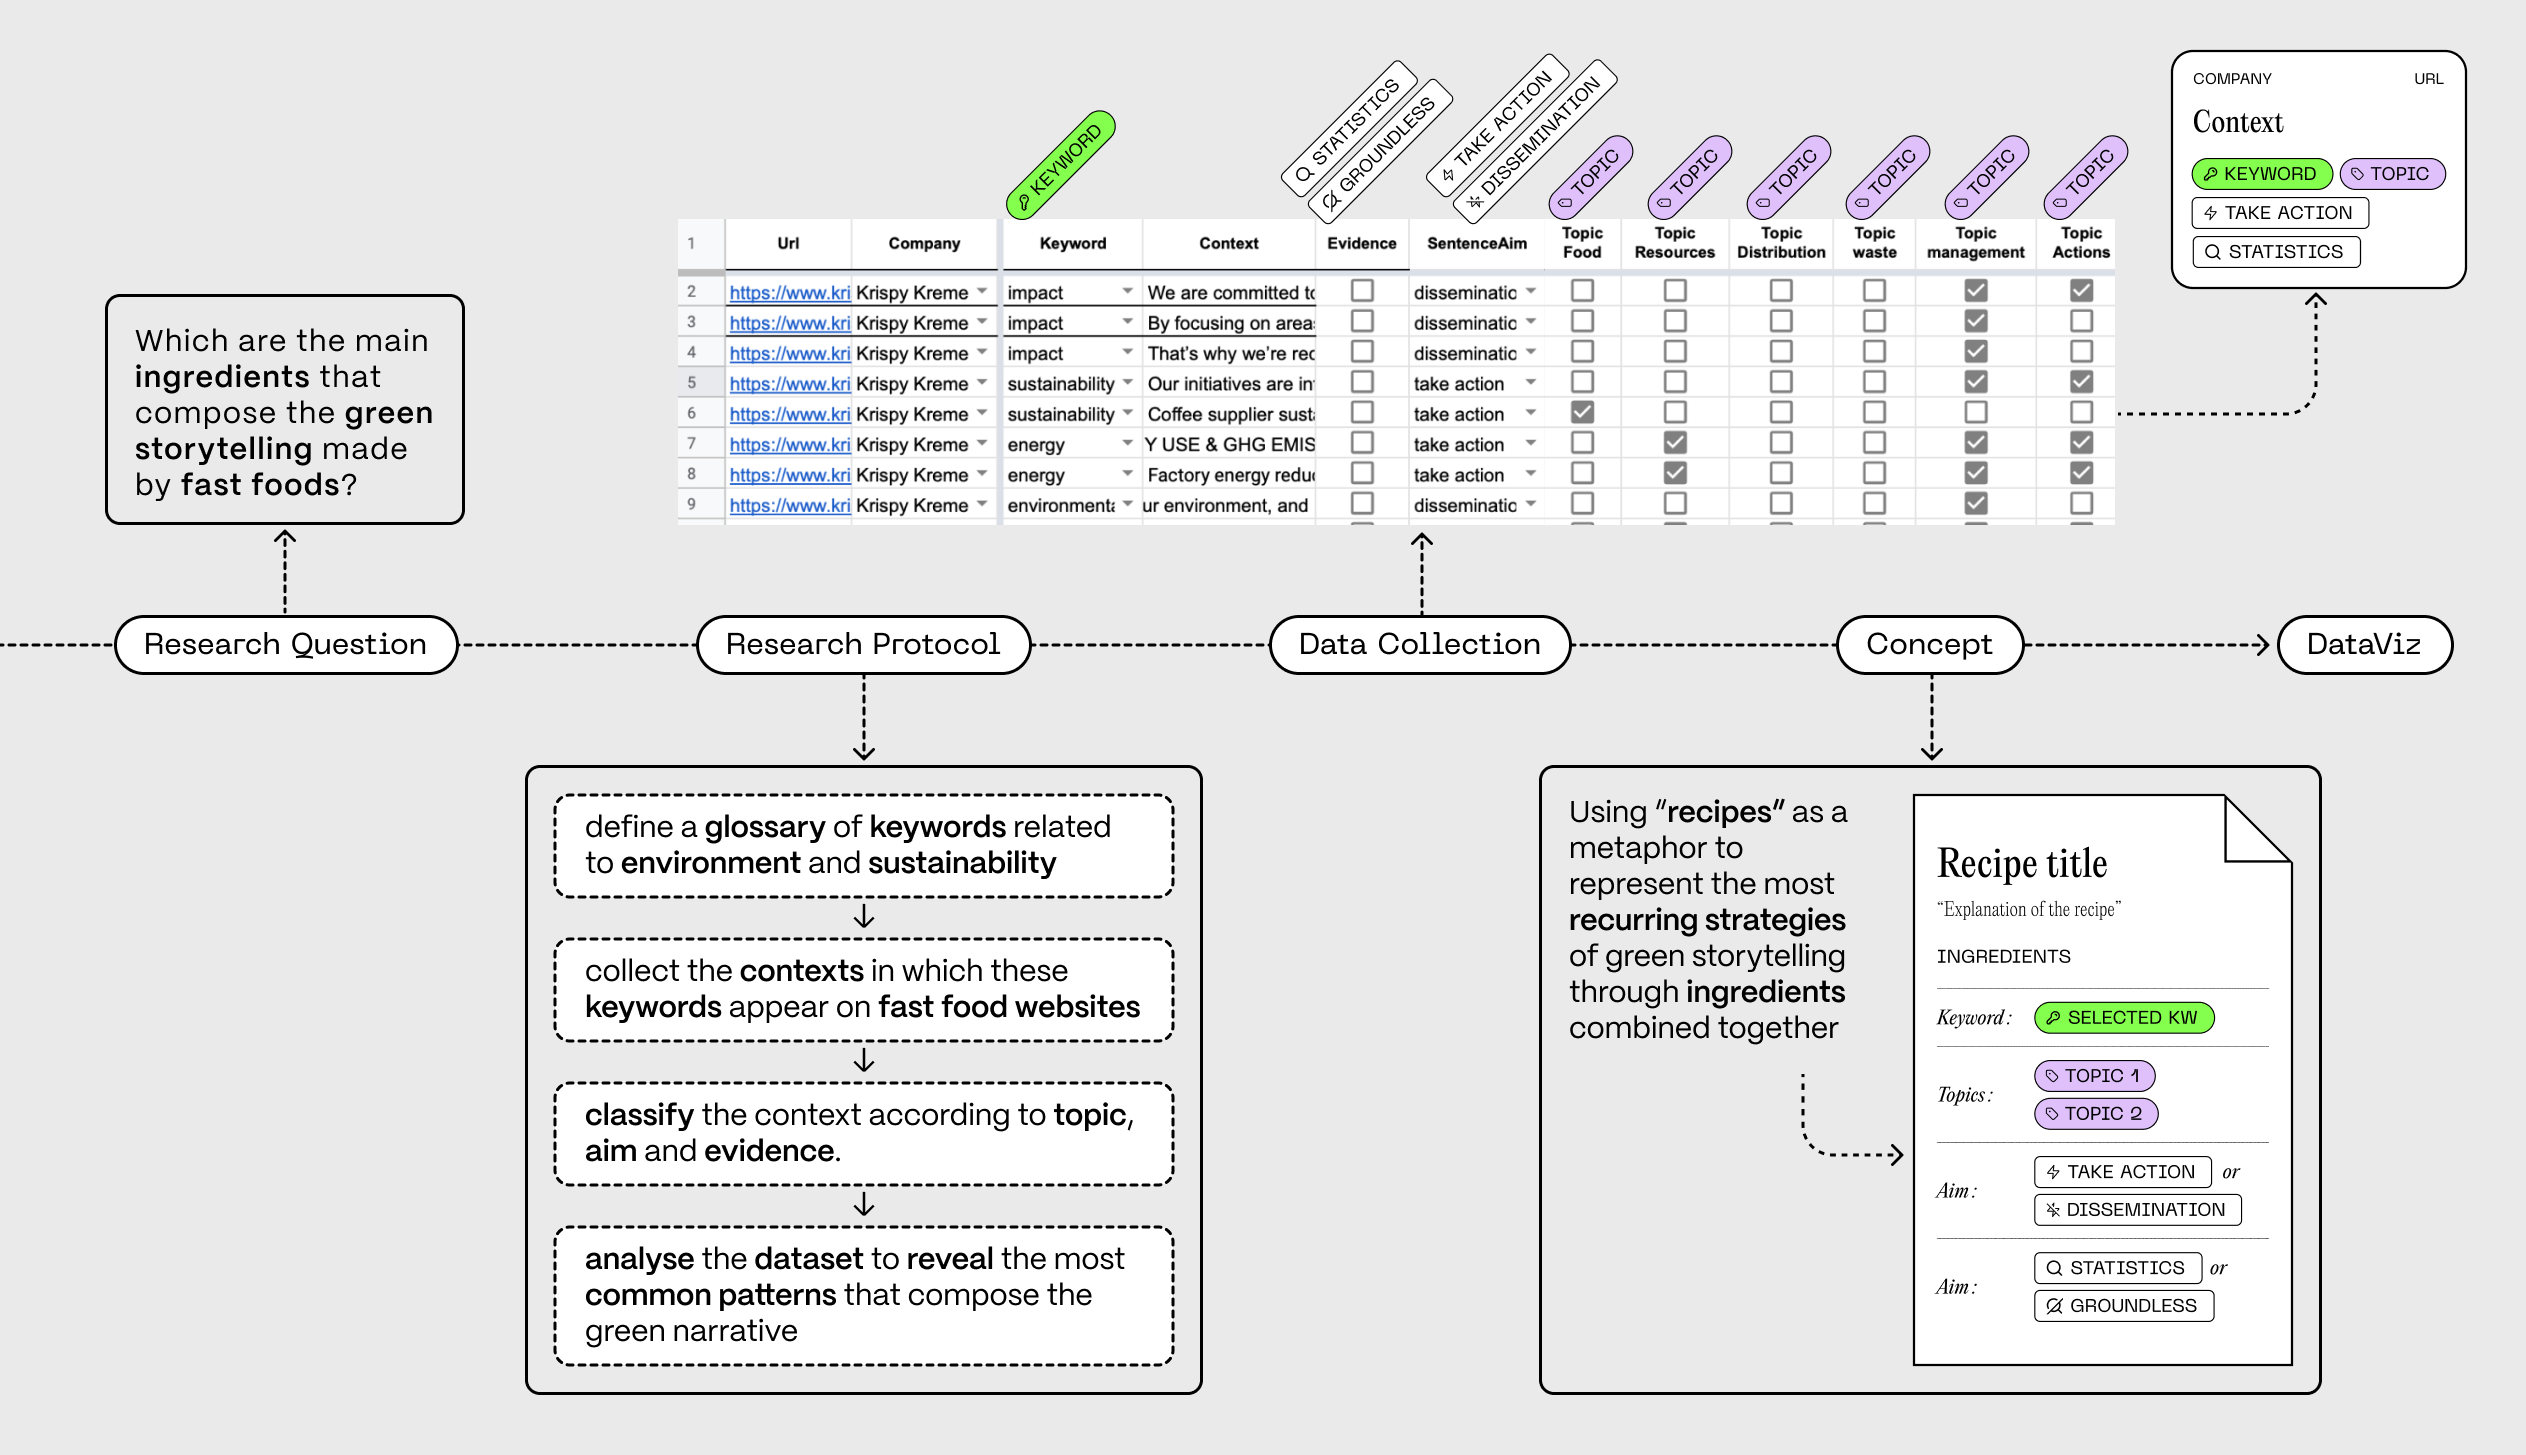 Which are the main
ingredients that
compose the green
storytelling made
by fast foods?
KEYWORD
STATISTICS
GROUNDLESS
TAKE ACTION
DISSEMINATION
TOPIC
TOPIC
TOPIC
TOPIC
TOPIC
TOPIC
1 Url Company Keyword Context Evidence SentenceAim Topic Food Topic Resources Topic Distribution Topic waste Topic management Topic Actions
2 https://www.kri Krispy Kreme impact We are committed to disseminatic
3 https://www.kri Krispy Kreme impact By focusing on area disseminatic
4 https://www.kri Krispy Kreme impact That's why we're rec disseminatic
5 https://www.kri Krispy Kreme sustainability Our initiatives are in take action
6 https://www.kri Krispy Kreme sustainability Coffee supplier sust take action
7 https://www.kri Krispy Kreme energy Y USE & GHG EMIS take action
8 https://www.kri Krispy Kreme energy Factory energy redu take action
9 https://www.kri Krispy Kreme environmenta ur environment, and disseminatic
COMPANY URL
Context
KEYWORD TOPIC
TAKE ACTION
STATISTICS
Research Question
Research Protocol
Data Collection
Concept
DataViz
define a glossary of keywords related
to environment and sustainability
collect the contexts in which these
keywords appear on fast food websites
classify the context according to topic,
aim and evidence.
analyse the dataset to reveal the most
common patterns that compose the
green narrative
Using “recipes” as a
metaphor to
represent the most
recurring strategies
of green storytelling
through ingredients
combined together
Recipe title
“Explanation of the recipe”
INGREDIENTS
Keyword: SELECTED KW
Topics: TOPIC 1
TOPIC 2
Aim: TAKE ACTION or
DISSEMINATION
Aim: STATISTICS or
GROUNDLESS